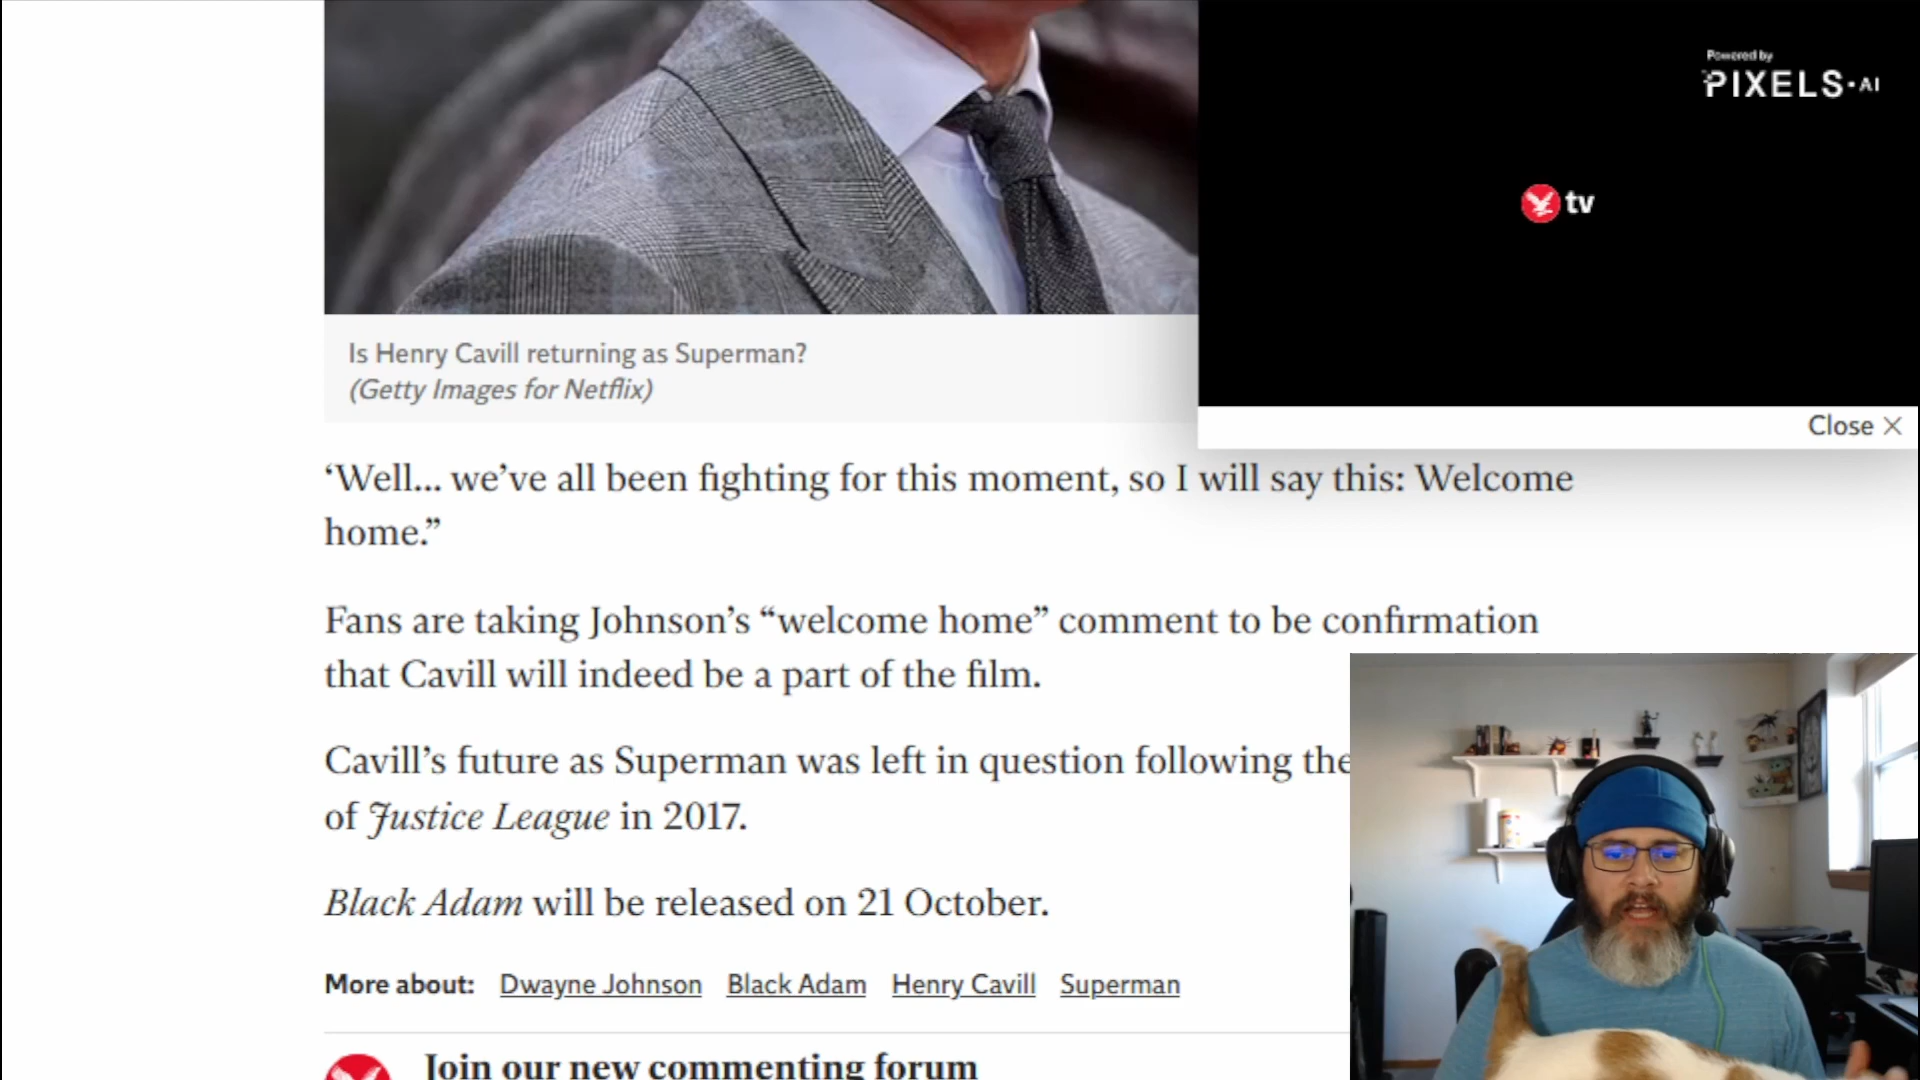 Powered by
PIXELS.AI
tv
Is Henry Cavill returning as Superman?
(Getty Images for Netflix)
Close ×
‘Well... we’ve all been fighting for this moment, so I will say this: Welcome
home.”
Fans are taking Johnson’s “welcome home” comment to be confirmation
that Cavill will indeed be a part of the film.
Cavill’s future as Superman was left in question following the
of Justice League in 2017.
Black Adam will be released on 21 October.
More about: Dwayne Johnson Black Adam Henry Cavill Superman
Join our new commenting forum